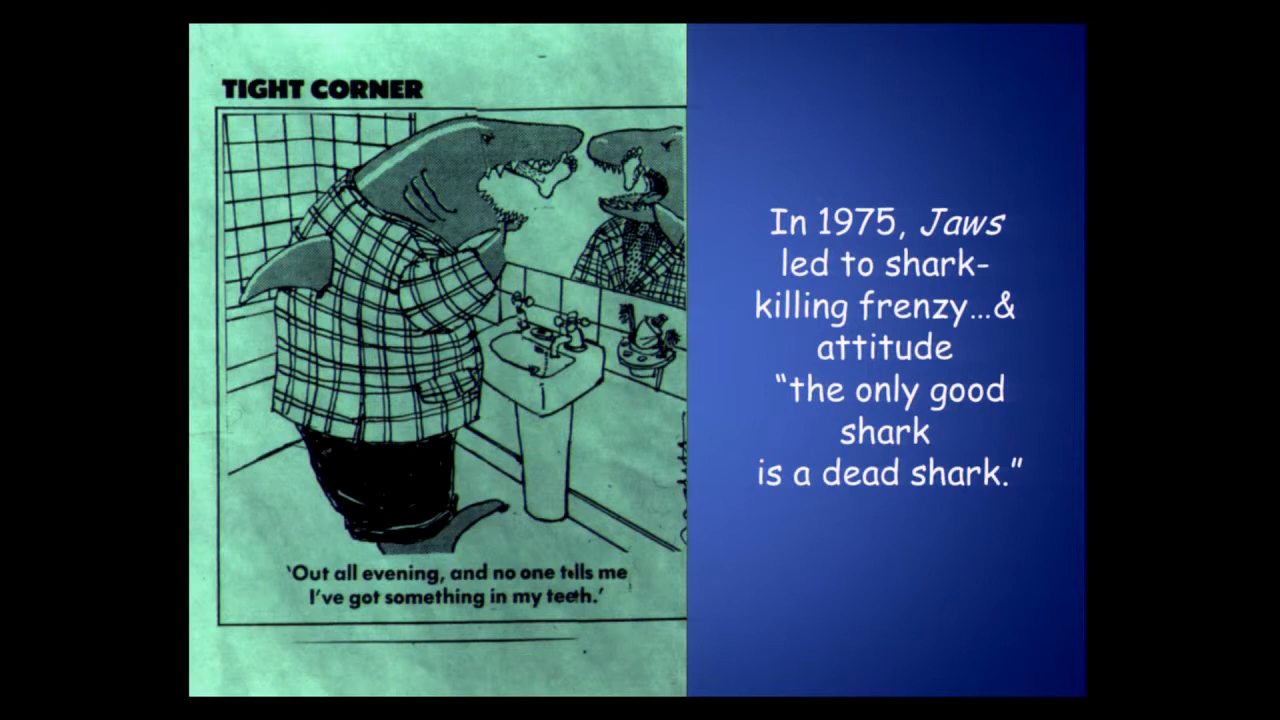 TIGHT CORNER
'Out all evening, and no one tells me
I've got something in my teeth.'
In 1975, Jaws
led to shark-
killing frenzy...&
attitude
“the only good
shark
is a dead shark.”